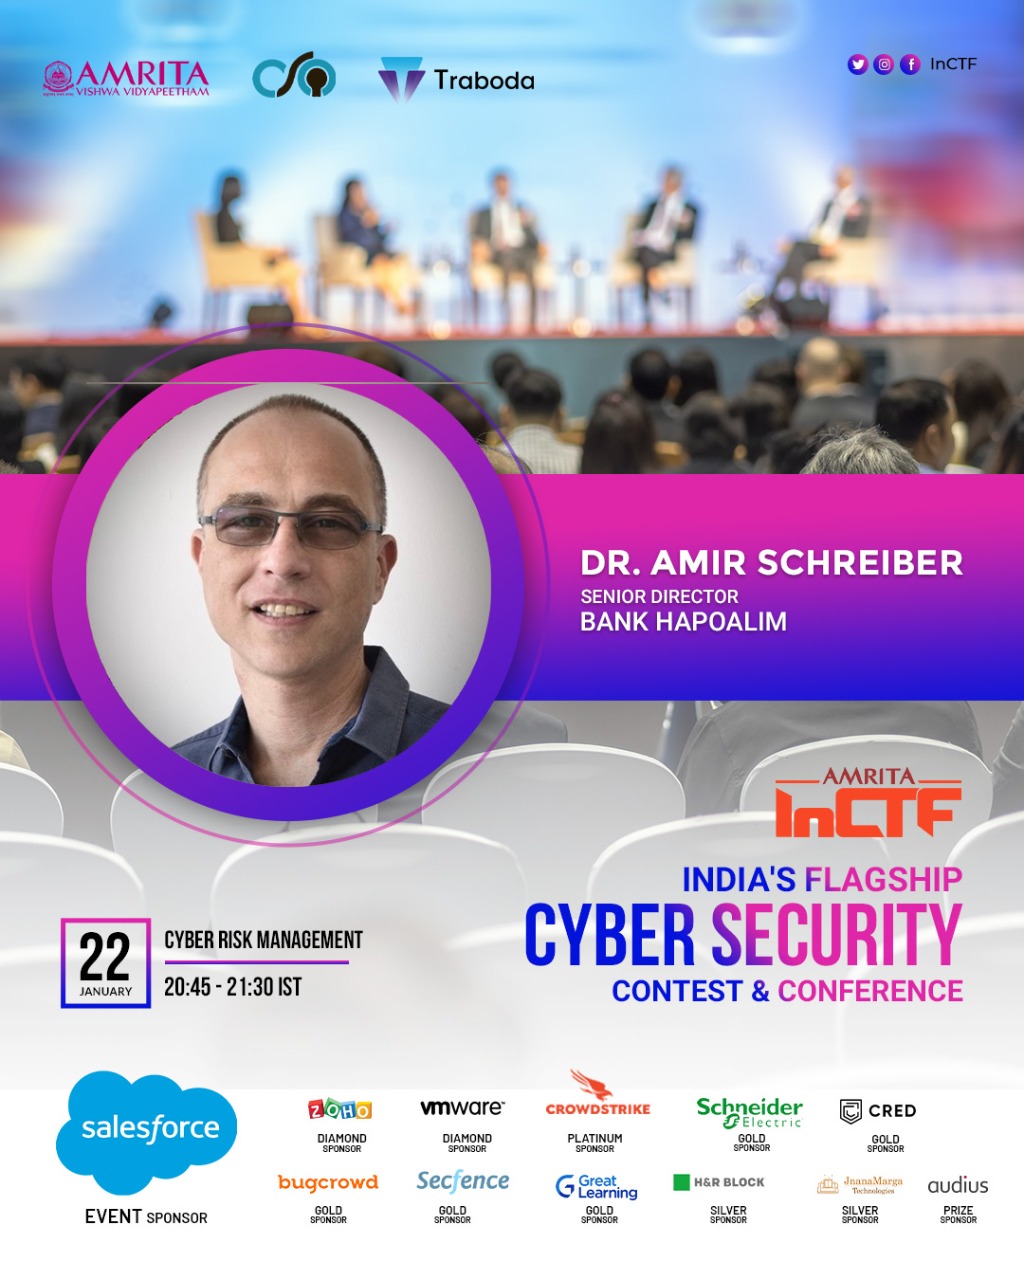 AMRITA
VISHWA VIDYAPEETHAM
Traboda
InCTF
DR. AMIR SCHREIBER
SENIOR DIRECTOR
BANK HAPOALIM
AMRITA
InCTF
INDIA'S FLAGSHIP
CYBER SECURITY
CONTEST & CONFERENCE
22
JANUARY
CYBER RISK MANAGEMENT
20:45 - 21:30 IST
salesforce
EVENT SPONSOR
ZOHO
DIAMOND
SPONSOR
vmware
DIAMOND
SPONSOR
CROWDSTRIKE
PLATINUM
SPONSOR
Schneider
Electric
GOLD
SPONSOR
CRED
GOLD
SPONSOR
bugcrowd
GOLD
SPONSOR
Secfence
GOLD
SPONSOR
Great
Learning
GOLD
SPONSOR
H&R BLOCK
SILVER
SPONSOR
JnanaMarga
Technologies
SILVER
SPONSOR
audius
PRIZE
SPONSOR